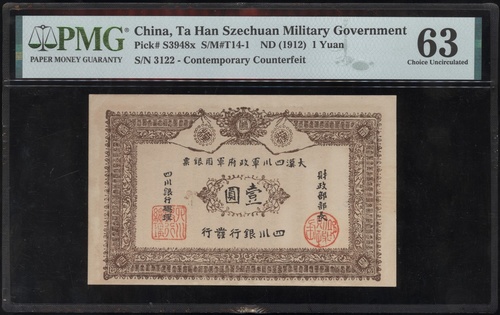 PMG
PAPER MONEY GUARANTY
China, Ta Han Szechuan Military Government
Pick# S3948x S/M#T14-1 ND (1912) 1 Yuan
S/N 3122 - Contemporary Counterfeit
63
Choice Uncirculated
大漢四川軍政府軍用銀票
財政部部長
壹圓
四川銀行總理
四川銀行發行